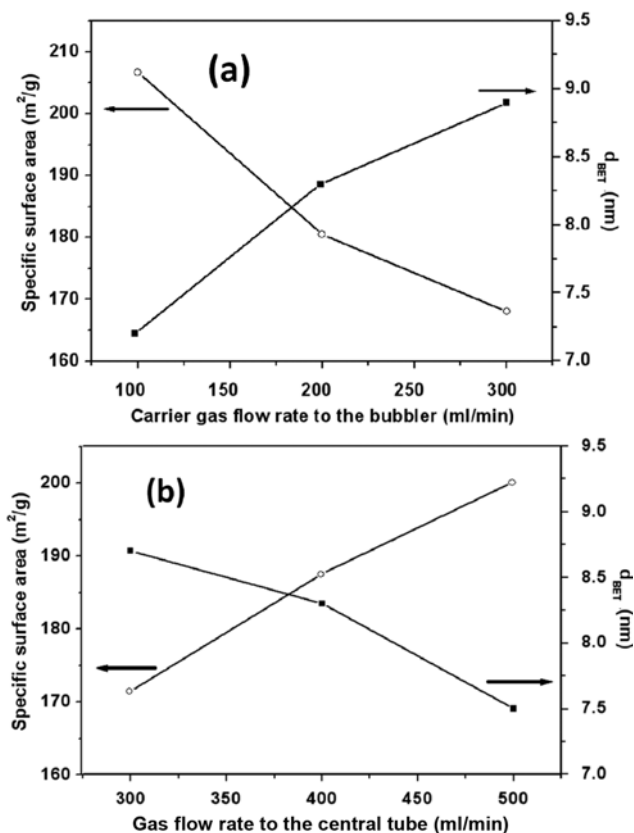 (a)
Specific surface area (m²/g)
210
200
190
180
170
160
9.5
9.0
8.5
8.0
7.5
7.0
d_BET (nm)
100 150 200 250 300
Carrier gas flow rate to the bubbler (ml/min)
(b)
Specific surface area (m²/g)
200
190
180
170
160
9.5
9.0
8.5
8.0
7.5
7.0
d_BET (nm)
300 350 400 450 500
Gas flow rate to the central tube (ml/min)